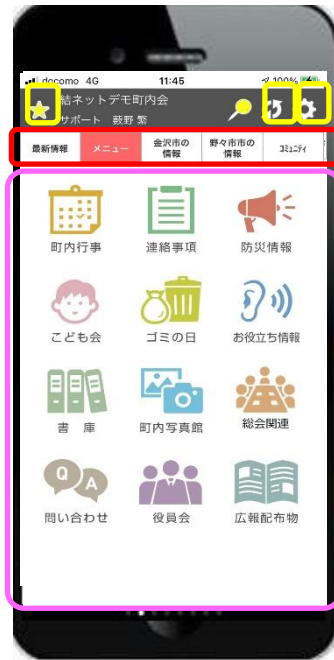 docomo 4G 11:45 100%
結ネットデモ町内会
サポート 薮野 繁
最新情報 メニュー 金沢市の情報 野々市市の情報 コミュニティ
町内行事 連絡事項 防災情報
こども会 ゴミの日 お役立ち情報
書 庫 町内写真館 総会関連
Q A
問い合わせ 役員会 広報配布物